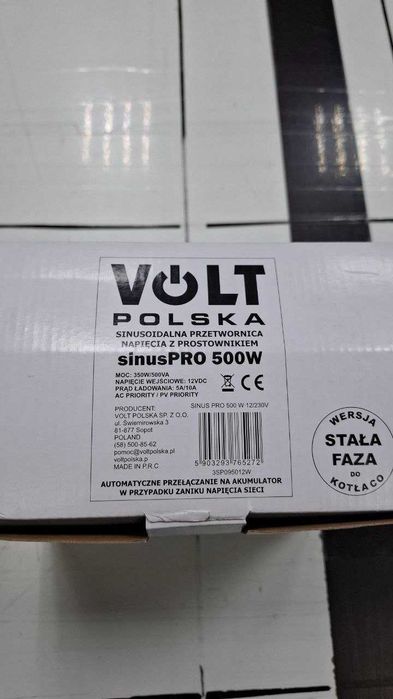 VOLT
POLSKA
SINUSOIDALNA PRZETWORNICA
NAPIĘCIA Z PROSTOWNIKIEM
sinusPRO 500W
MOC: 350W/500VA
NAPIĘCIE WEJŚCIOWE: 12VDC
PRĄD ŁADOWANIA: 5A/10A
AC PRIORITY / PV PRIORITY
CE
PRODUCENT:
VOLT POLSKA SP. Z O.O.
ul. Świemirowska 3
81-877 Sopot
POLAND
(58) 500-85-62
pomoc@voltpolska.pl
voltpolska.pl
MADE IN P.R.C
SINUS PRO 500 W 12/230V
5 903293 765272
3SP095012W
AUTOMATYCZNE PRZEŁĄCZANIE NA AKUMULATOR
W PRZYPADKU ZANIKU NAPIĘCIA SIECI
WERSJA
STAŁA
FAZA
DO
KOTŁA CO